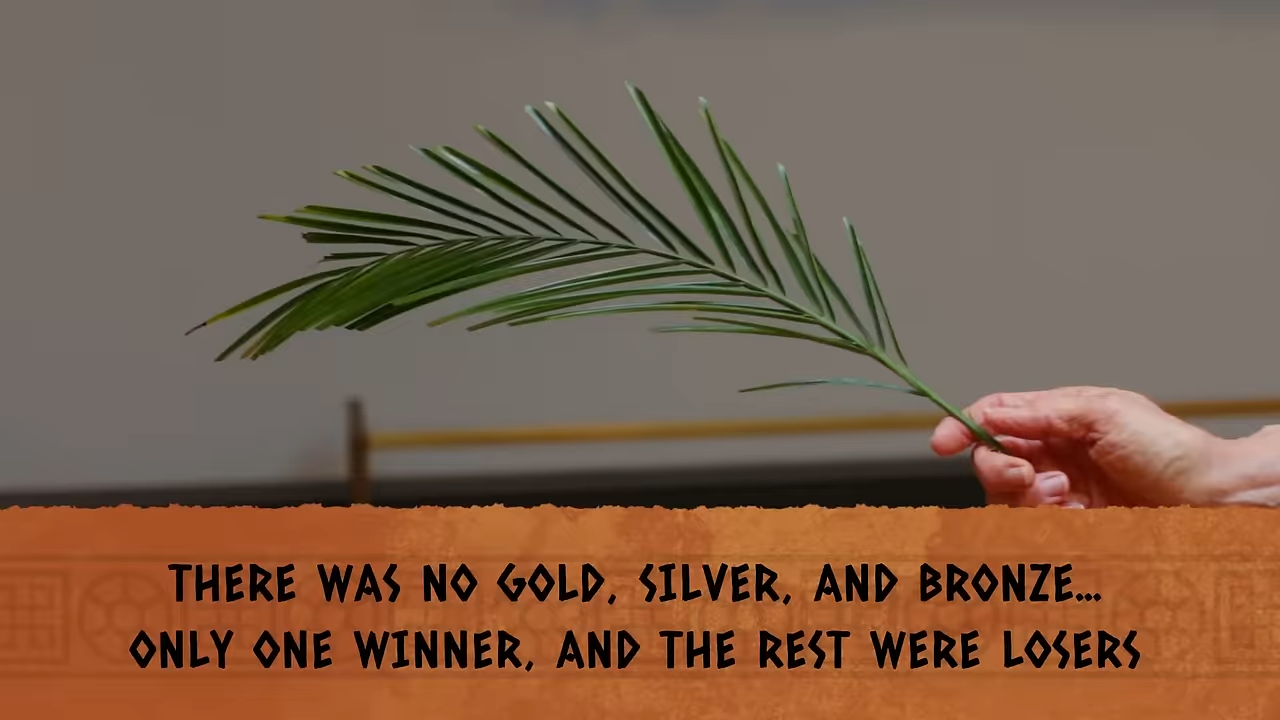 THERE WAS NO GOLD, SILVER, AND BRONZE...
ONLY ONE WINNER, AND THE REST WERE LOSERS